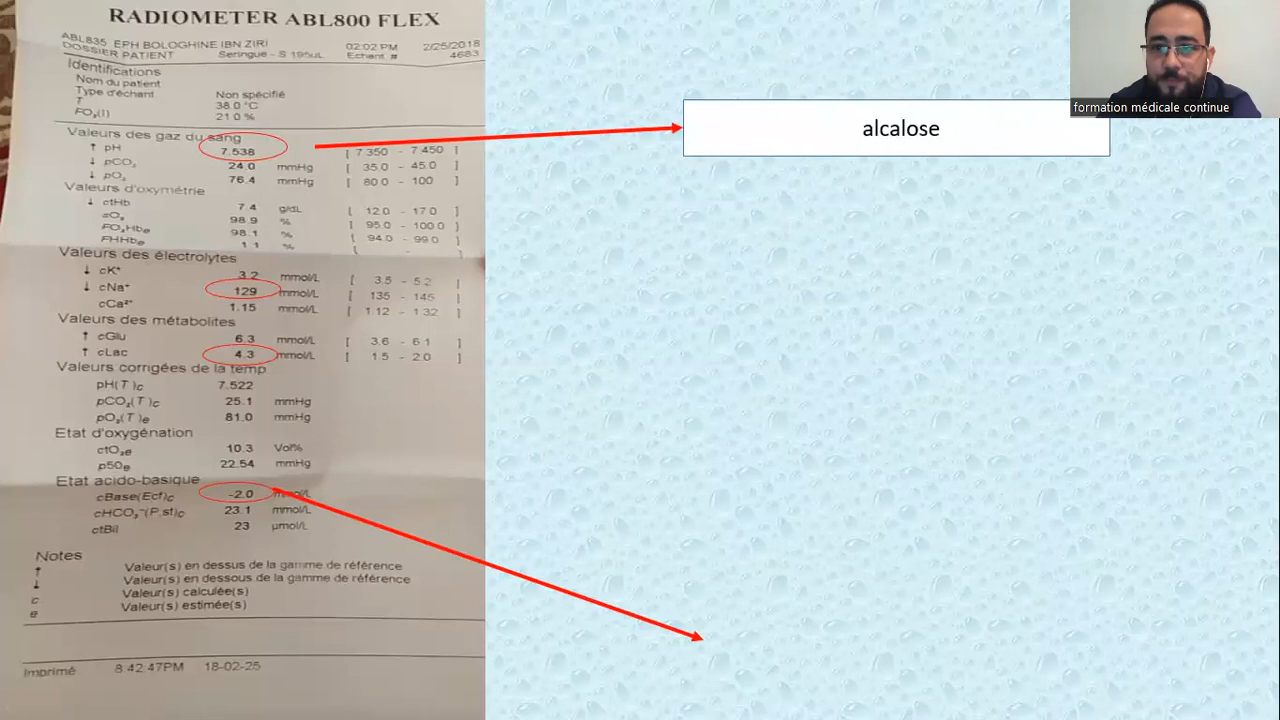 RADIOMETER ABL800 FLEX
ABL835 EPH BOLOGHINE IBN ZIRI 02:02 PM 2/25/2018
DOSSIER PATIENT Seringue - S 195uL Echant. # 4683
Identifications
Nom du patient
Type d'échant Non spécifié
T 38.0 °C
FO₂(I) 21.0 %
Valeurs des gaz du sang
↑ pH 7.538 [ 7.350 - 7.450 ]
↓ pCO₂ 24.0 mmHg [ 35.0 - 45.0 ]
↓ pO₂ 76.4 mmHg [ 80.0 - 100 ]
Valeurs d'oxymétrie
↓ ctHb 7.4 g/dL [ 12.0 - 17.0 ]
sO₂ 98.9 % [ 95.0 - 100.0 ]
FO₂Hbe 98.1 % [ 94.0 - 99.0 ]
FHHbe 1.1 % [ - ]
Valeurs des électrolytes
↓ cK⁺ 3.2 mmol/L [ 3.5 - 5.2 ]
↓ cNa⁺ 129 mmol/L [ 135 - 145 ]
cCa²⁺ 1.15 mmol/L [ 1.12 - 1.32 ]
Valeurs des métabolites
↑ cGlu 6.3 mmol/L [ 3.6 - 6.1 ]
↑ cLac 4.3 mmol/L [ 1.5 - 2.0 ]
Valeurs corrigées de la temp
pH(T)c 7.522
pCO₂(T)c 25.1 mmHg
pO₂(T)e 81.0 mmHg
Etat d'oxygénation
ctO₂e 10.3 Vol%
p50e 22.54 mmHg
Etat acido-basique
cBase(Ecf)c -2.0 mmol/L
cHCO₃⁻(P,st)c 23.1 mmol/L
ctBil 23 µmol/L
Notes
↑ Valeur(s) en dessus de la gamme de référence
↓ Valeur(s) en dessous de la gamme de référence
c Valeur(s) calculée(s)
e Valeur(s) estimée(s)
Imprimé 8:42:47PM 18-02-25
alcalose
formation médicale continue